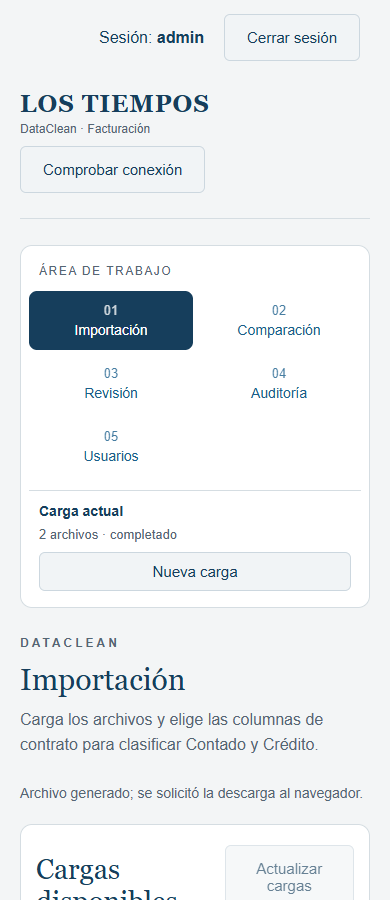 Sesión: admin
Cerrar sesión
LOS TIEMPOS
DataClean · Facturación
Comprobar conexión
ÁREA DE TRABAJO
01
Importación
02
Comparación
03
Revisión
04
Auditoría
05
Usuarios
Carga actual
2 archivos · completado
Nueva carga
DATACLEAN
Importación
Carga los archivos y elige las columnas de
contrato para clasificar Contado y Crédito.
Archivo generado; se solicitó la descarga al navegador.
Cargas
disponibles
Actualizar
cargas